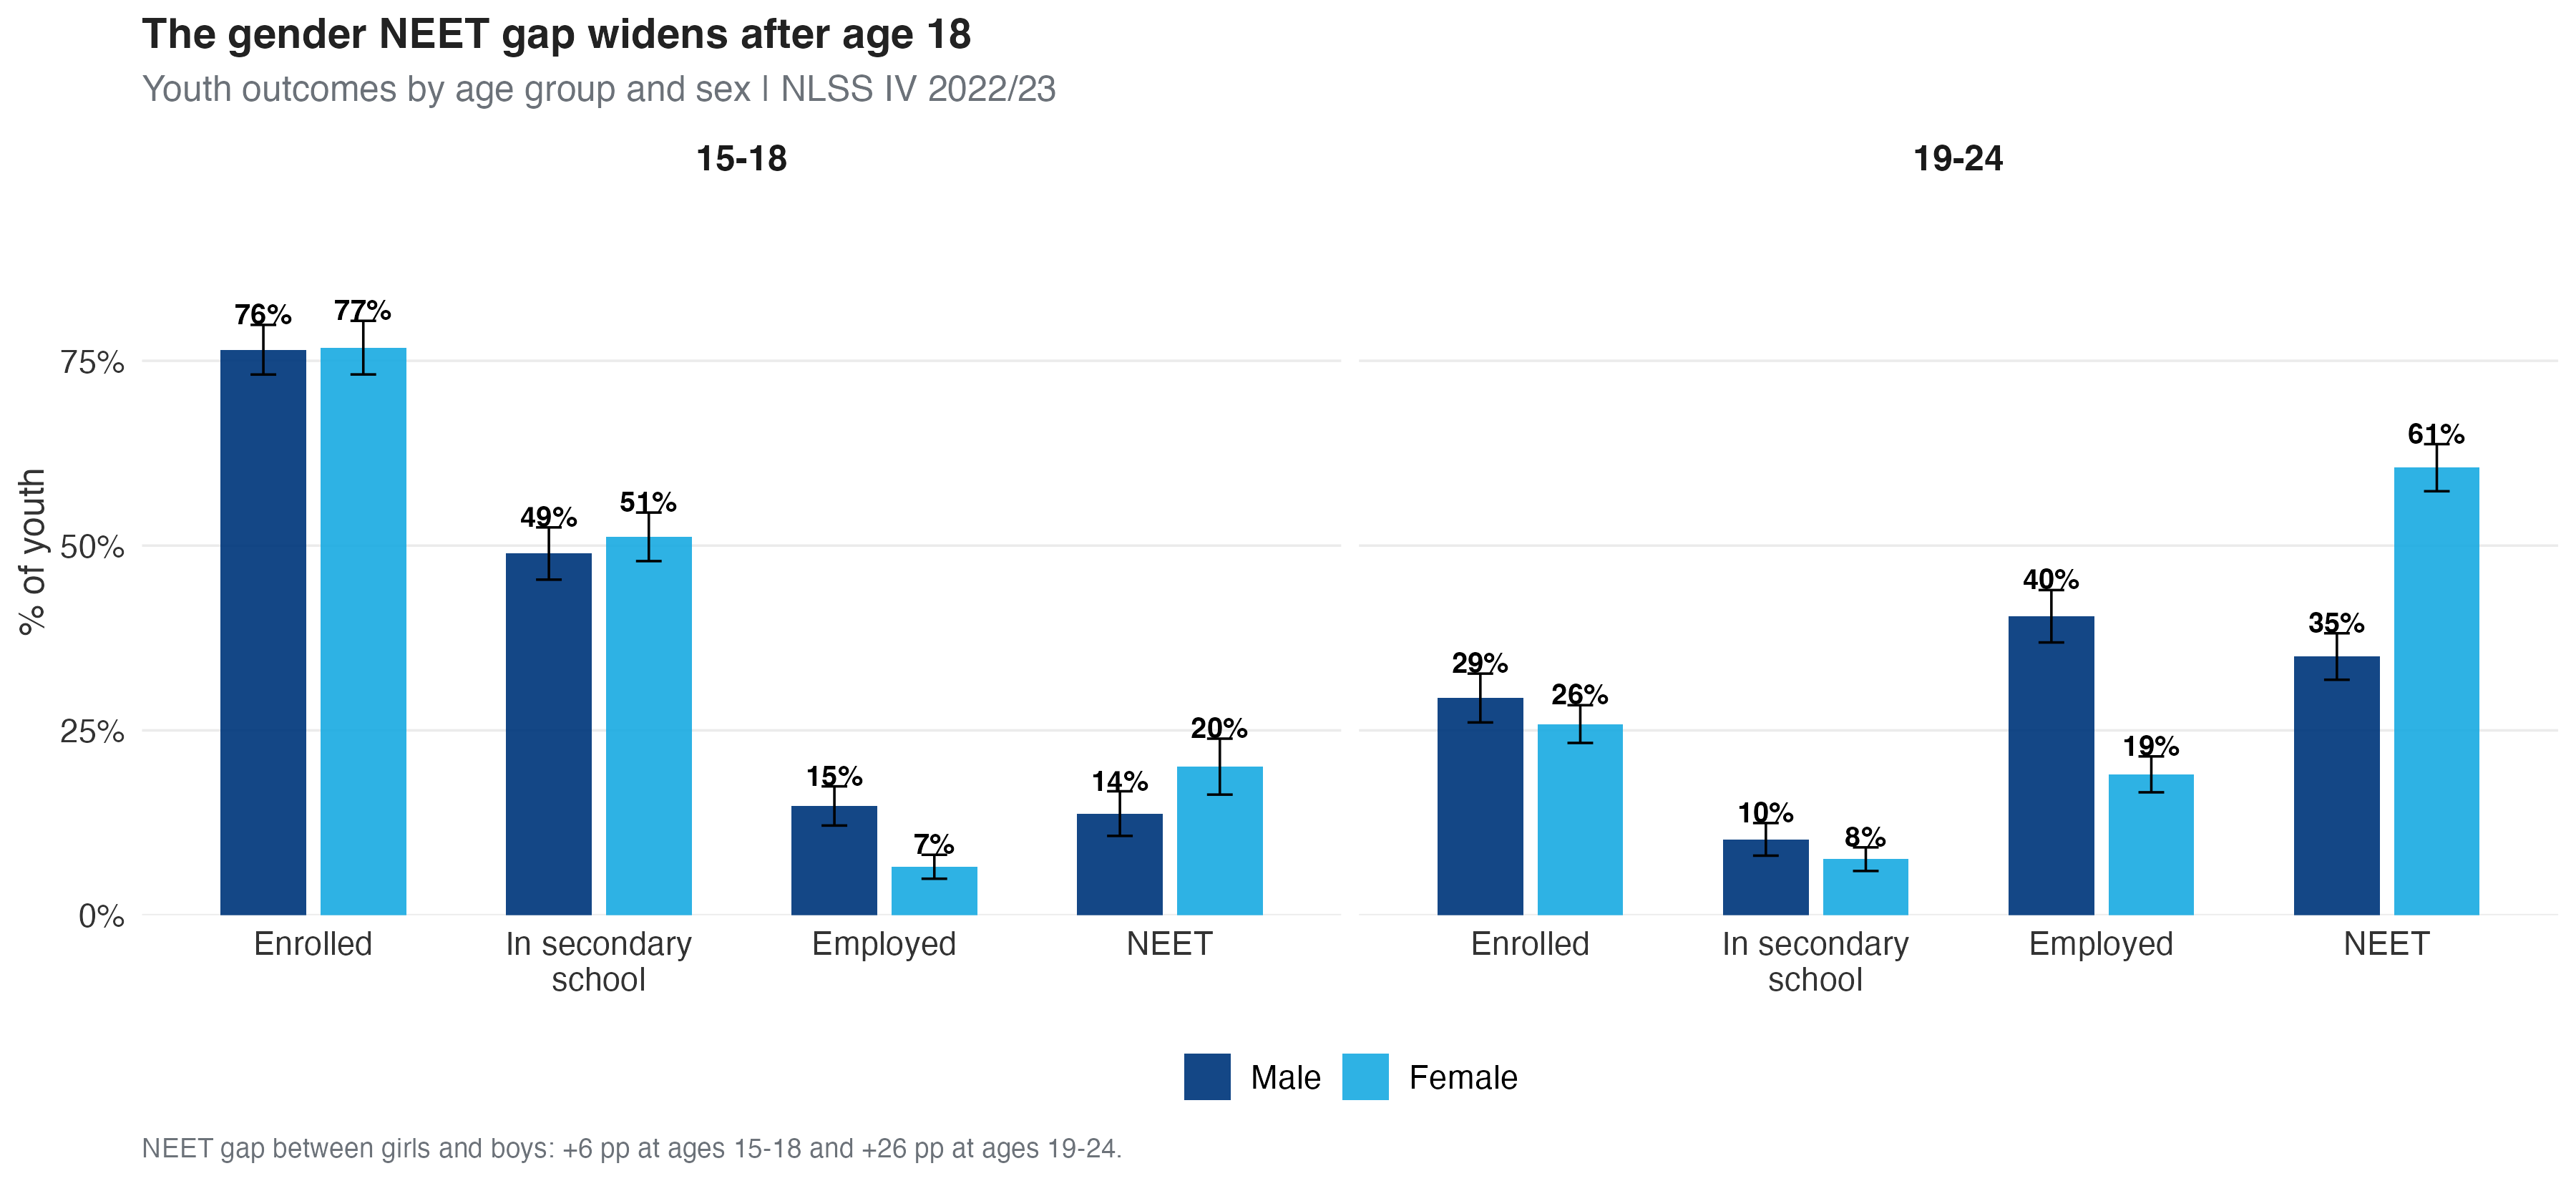 The gender NEET gap widens after age 18
Youth outcomes by age group and sex | NLSS IV 2022/23
15-18
19-24
% of youth
75%
50%
25%
0%
76%
77%
49%
51%
15%
7%
14%
20%
29%
26%
10%
8%
40%
19%
35%
61%
Enrolled
In secondary
school
Employed
NEET
Enrolled
In secondary
school
Employed
NEET
Male
Female
NEET gap between girls and boys: +6 pp at ages 15-18 and +26 pp at ages 19-24.